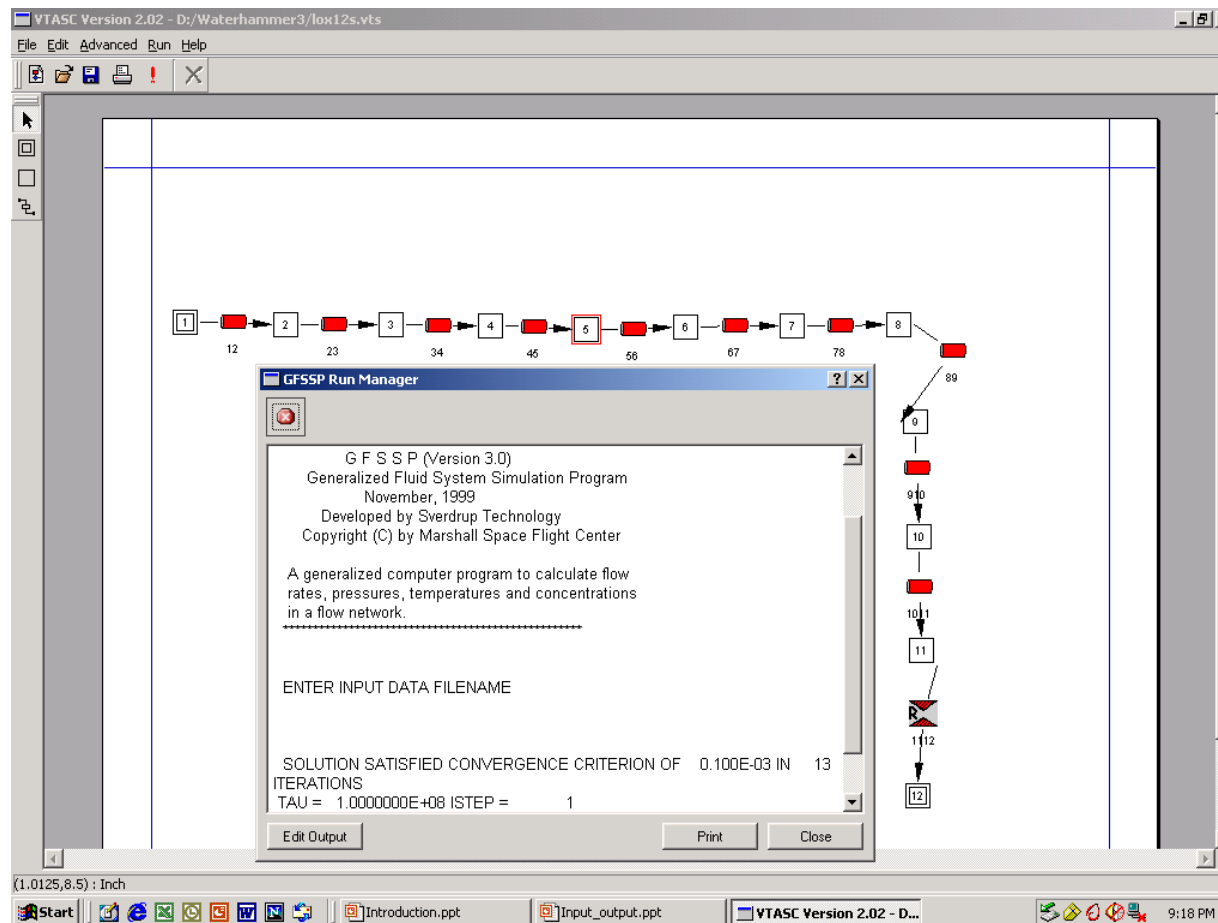 VTASC Version 2.02 - D:/Waterhammer3/lox12s.vts
File Edit Advanced Run Help
1 2 3 4 5 6 7 8
12 23 34 45 56 67 78
89
9
910
10
1011
11
R
1112
12
GFSSP Run Manager
G F S S P (Version 3.0)
Generalized Fluid System Simulation Program
November, 1999
Developed by Sverdrup Technology
Copyright (C) by Marshall Space Flight Center
A generalized computer program to calculate flow
rates, pressures, temperatures and concentrations
in a flow network.
**************************************************
ENTER INPUT DATA FILENAME
SOLUTION SATISFIED CONVERGENCE CRITERION OF 0.100E-03 IN 13
ITERATIONS
TAU = 1.0000000E+08 ISTEP = 1
Edit Output Print Close
(1.0125,8.5) : Inch
Start Introduction.ppt Input_output.ppt VTASC Version 2.02 - D... 9:18 PM